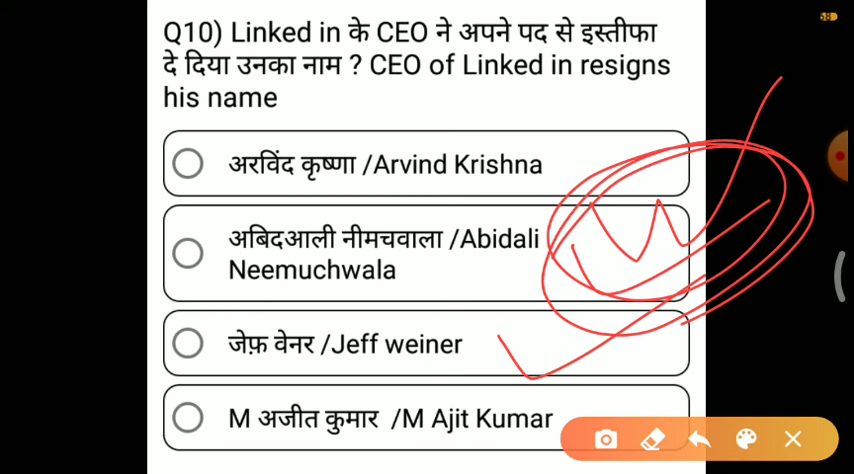 58
Q10) Linked in के CEO ने अपने पद से इस्तीफा
दे दिया उनका नाम ? CEO of Linked in resigns
his name
अरविंद कृष्णा /Arvind Krishna
अबिदआली नीमचवाला /Abidali
Neemuchwala
जेफ़ वेनर /Jeff weiner
M अजीत कुमार /M Ajit Kumar